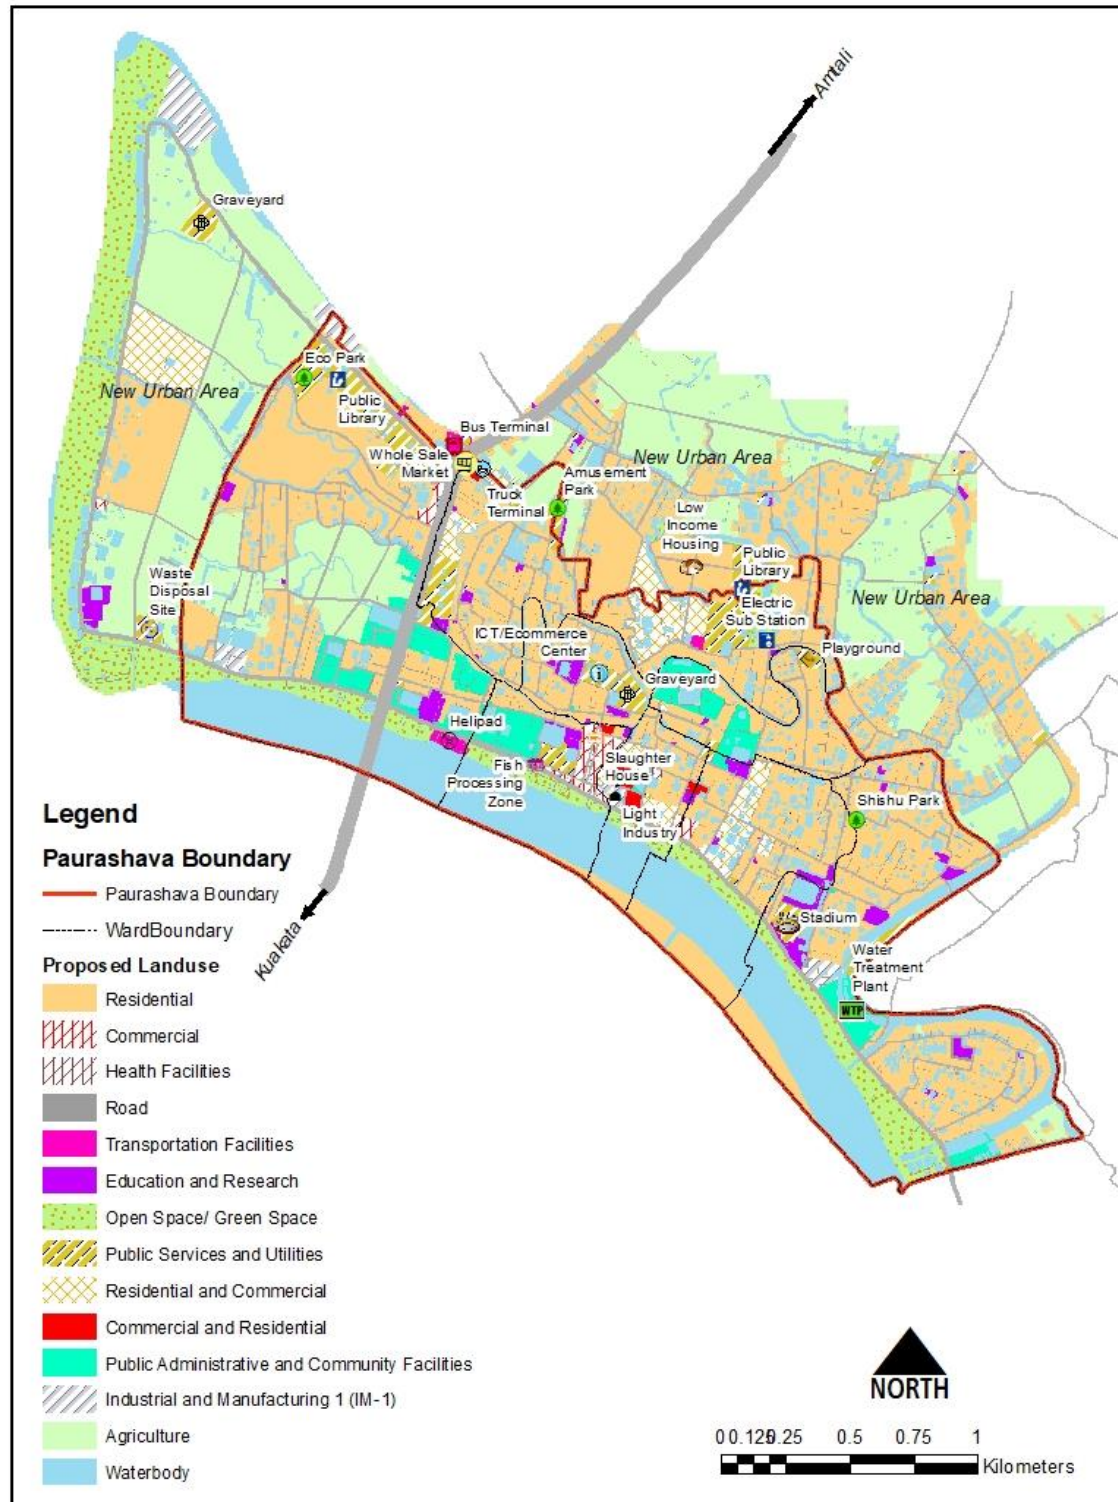 Amtali
Graveyard
Eco Park
New Urban Area
Public
Library
Bus Terminal
Whole Sale
Market
New Urban Area
Amusement
Park
Truck
Terminal
Low
Income
Housing
Public
Library
Waste
Disposal
Site
New Urban Area
Electric
Sub Station
ICT/Ecommerce
Center
Playground
Graveyard
Helipad
Fish
Processing
Zone
Slaughter
House
Light
Industry
Shishu Park
Stadium
Water
Treatment
Plant
WTP
Kuakata
Legend
Paurashava Boundary
Paurashava Boundary
WardBoundary
Proposed Landuse
Residential
Commercial
Health Facilities
Road
Transportation Facilities
Education and Research
Open Space/ Green Space
Public Services and Utilities
Residential and Commercial
Commercial and Residential
Public Administrative and Community Facilities
Industrial and Manufacturing 1 (IM-1)
Agriculture
Waterbody
NORTH
0 0.125 0.25 0.5 0.75 1
Kilometers